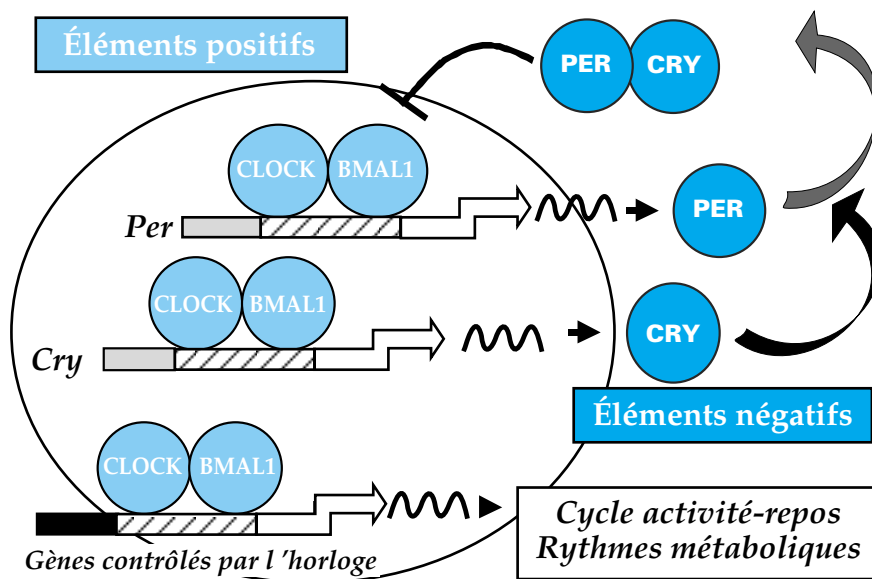 Éléments positifs
PER CRY
CLOCK BMAL1
Per
PER
CLOCK BMAL1
Cry
CRY
Éléments négatifs
CLOCK BMAL1
Gènes contrôlés par l ’horloge
Cycle activité-repos
Rythmes métaboliques